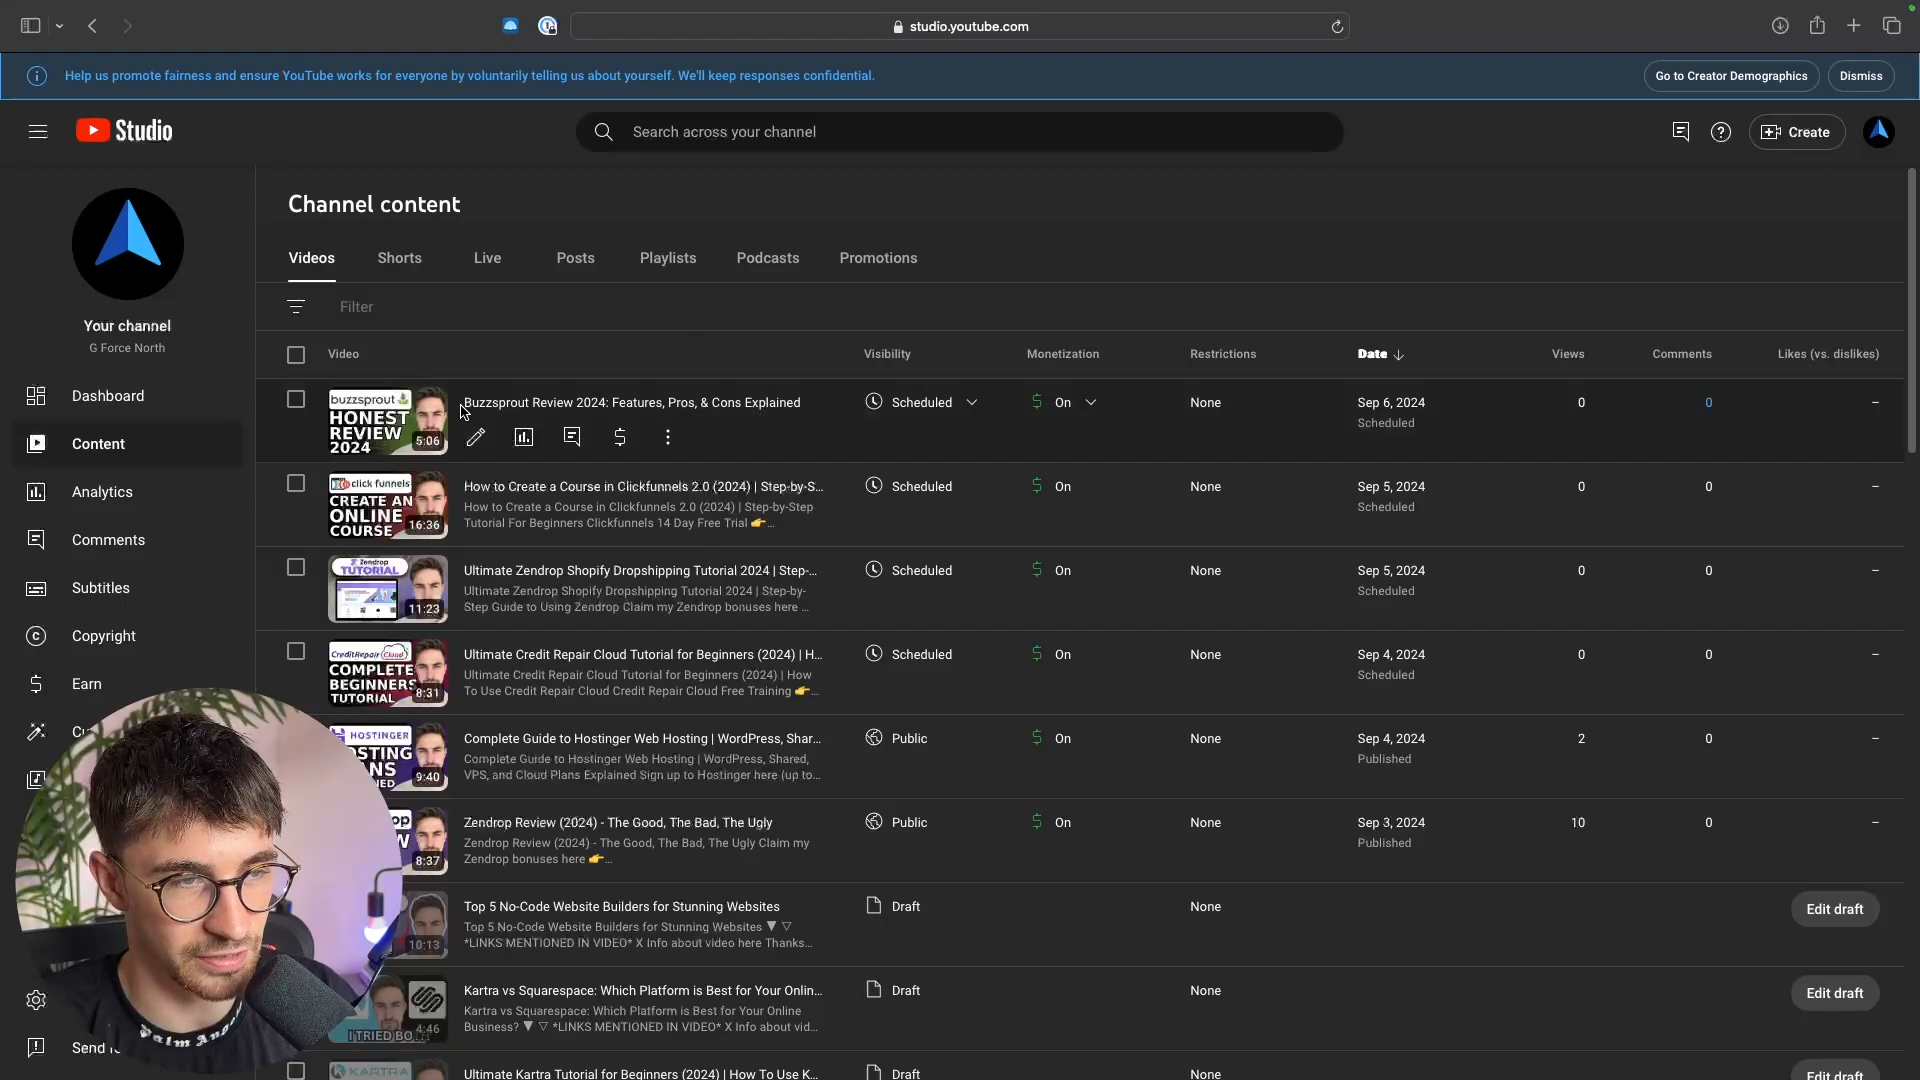 studio.youtube.com
Help us promote fairness and ensure YouTube works for everyone by voluntarily telling us about yourself. We'll keep responses confidential.
Go to Creator Demographics
Dismiss
Studio
Search across your channel
Create
Channel content
Videos
Shorts
Live
Posts
Playlists
Podcasts
Promotions
Your channel
G Force North
Filter
Dashboard
Content
Analytics
Comments
Subtitles
Copyright
Earn
Video
Visibility
Monetization
Restrictions
Date
Views
Comments
Likes (vs. dislikes)
buzzsprout
HONEST
REVIEW
2024
5:06
Buzzsprout Review 2024: Features, Pros, & Cons Explained
Scheduled
On
None
Sep 6, 2024
Scheduled
0
0
–
click funnels
CREATE AN
ONLINE
COURSE
16:36
How to Create a Course in Clickfunnels 2.0 (2024) | Step-by-S...
How to Create a Course in Clickfunnels 2.0 (2024) | Step-by-Step
Tutorial For Beginners Clickfunnels 14 Day Free Trial 👉...
Scheduled
On
None
Sep 5, 2024
Scheduled
0
0
–
Zendrop
TUTORIAL
11:23
Ultimate Zendrop Shopify Dropshipping Tutorial 2024 | Step-...
Ultimate Zendrop Shopify Dropshipping Tutorial 2024 | Step-by-
Step Guide to Using Zendrop Claim my Zendrop bonuses here ...
Scheduled
On
None
Sep 5, 2024
Scheduled
0
0
–
CreditRepair Cloud
COMPLETE
BEGINNERS
TUTORIAL
8:31
Ultimate Credit Repair Cloud Tutorial for Beginners (2024) | H...
Ultimate Credit Repair Cloud Tutorial for Beginners (2024) | How
To Use Credit Repair Cloud Credit Repair Cloud Free Training 👉...
Scheduled
On
None
Sep 4, 2024
Scheduled
0
0
–
HOSTINGER
9:40
Complete Guide to Hostinger Web Hosting | WordPress, Shar...
Complete Guide to Hostinger Web Hosting | WordPress, Shared,
VPS, and Cloud Plans Explained Sign up to Hostinger here (up to...
Public
On
None
Sep 4, 2024
Published
2
0
–
8:37
Zendrop Review (2024) - The Good, The Bad, The Ugly
Zendrop Review (2024) - The Good, The Bad, The Ugly Claim my
Zendrop bonuses here 👉...
Public
On
None
Sep 3, 2024
Published
10
0
–
10:13
Top 5 No-Code Website Builders for Stunning Websites
Top 5 No-Code Website Builders for Stunning Websites ▼ ▽
*LINKS MENTIONED IN VIDEO* X Info about video here Thanks...
Draft
None
Edit draft
I TRIED BO
4:46
Kartra vs Squarespace: Which Platform is Best for Your Onlin...
Kartra vs Squarespace: Which Platform is Best for Your Online
Business? ▼ ▽ *LINKS MENTIONED IN VIDEO* X Info about vid...
Draft
None
Edit draft
KARTRA
Ultimate Kartra Tutorial for Beginners (2024) | How To Use K...
Draft
None
Edit draft
Send